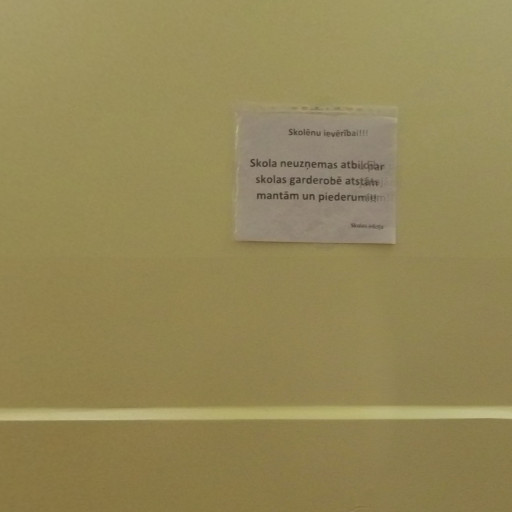 Skolēnu ievērībai!!!
Skola neuzņemas atbildību par
skolas garderobē atstātām
mantām un piederumiem!